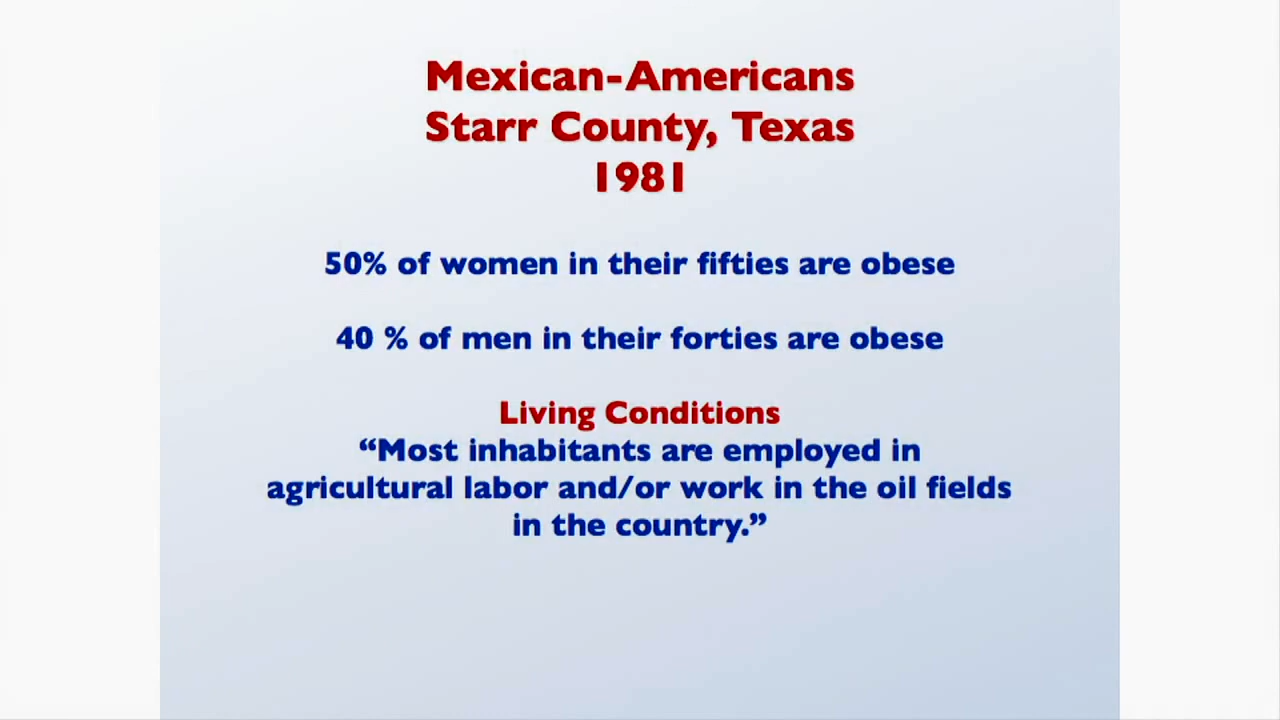 Mexican-Americans
Starr County, Texas
1981
50% of women in their fifties are obese
40 % of men in their forties are obese
Living Conditions
“Most inhabitants are employed in
agricultural labor and/or work in the oil fields
in the country.”